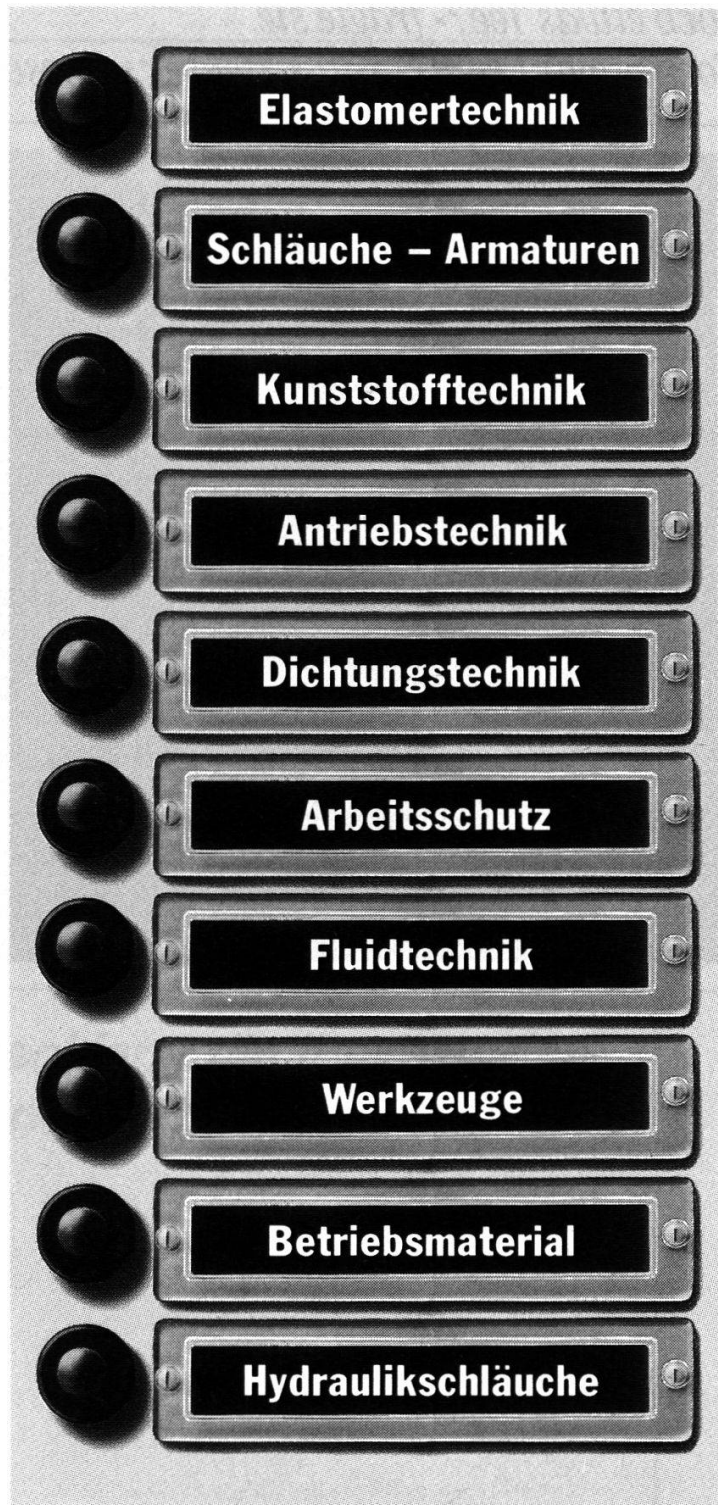 Elastomertechnik
Schläuche – Armaturen
Kunststofftechnik
Antriebstechnik
Dichtungstechnik
Arbeitsschutz
Fluidtechnik
Werkzeuge
Betriebsmaterial
Hydraulikschläuche